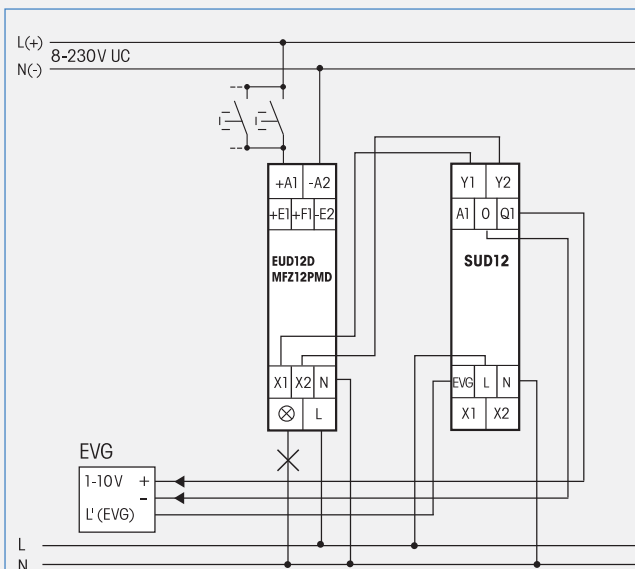 L(+)
8-230V UC
N(-)
+A1 -A2
+E1 +F1 -E2
EUD12D
MFZ12PMD
X1 X2 N
L
Y1 Y2
A1 0 Q1
SUD12
EVG L N
X1 X2
EVG
1-10V +
-
L' (EVG)
L
N